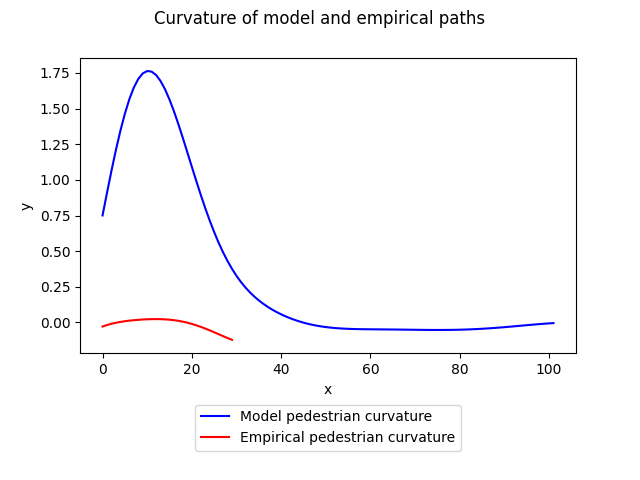 Curvature of model and empirical paths
1.75
1.50
1.25
1.00
0.75
0.50
0.25
0.00
y
0 20 40 60 80 100
x
Model pedestrian curvature
Empirical pedestrian curvature